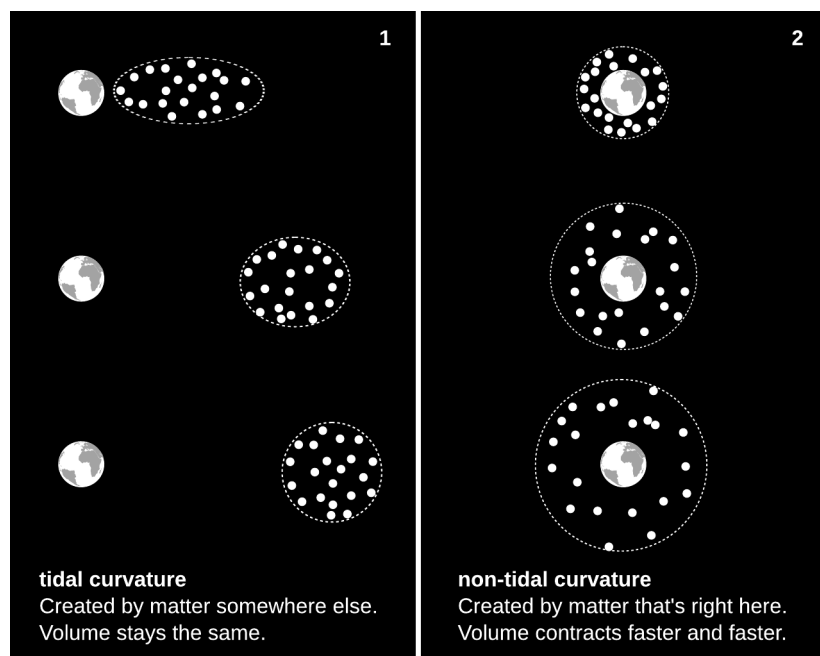 1
tidal curvature
Created by matter somewhere else.
Volume stays the same.
2
non-tidal curvature
Created by matter that's right here.
Volume contracts faster and faster.